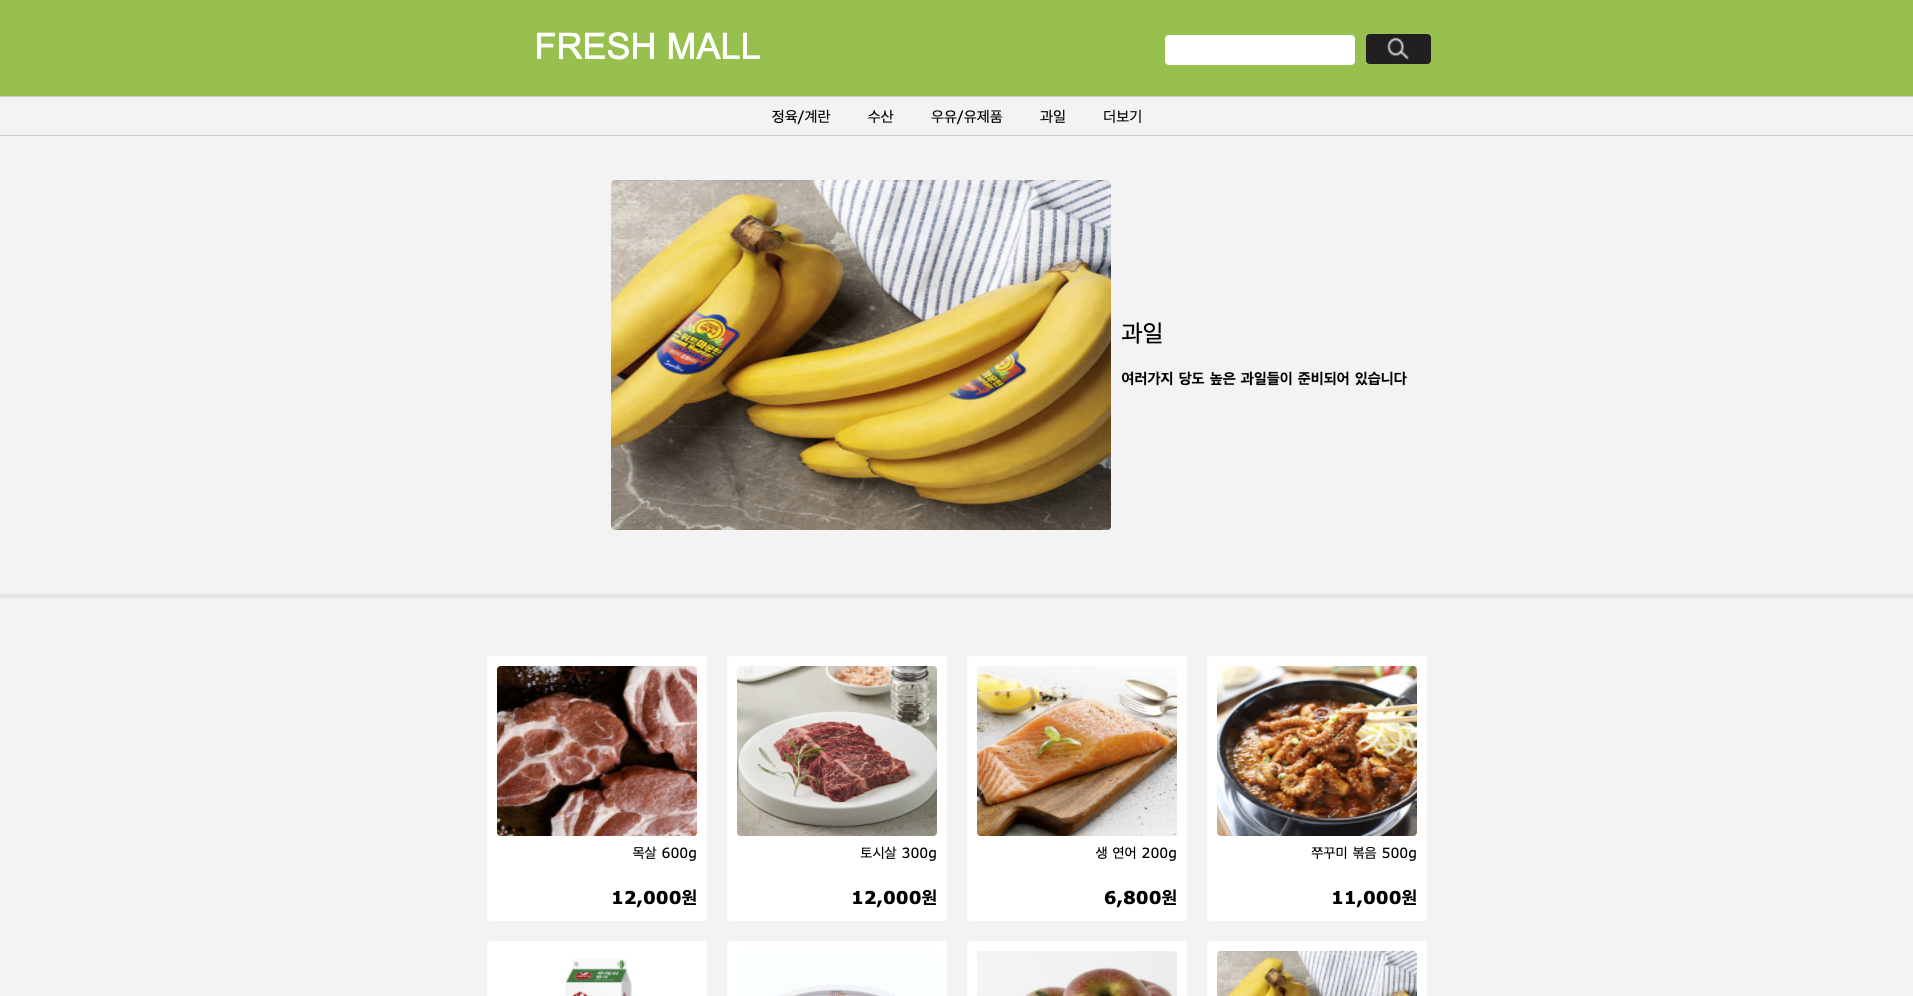 FRESH MALL
정육/계란 수산 우유/유제품 과일 더보기
과일
여러가지 당도 높은 과일들이 준비되어 있습니다
목살 600g 토시살 300g 생 연어 200g 쭈꾸미 볶음 500g
12,000원 12,000원 6,800원 11,000원